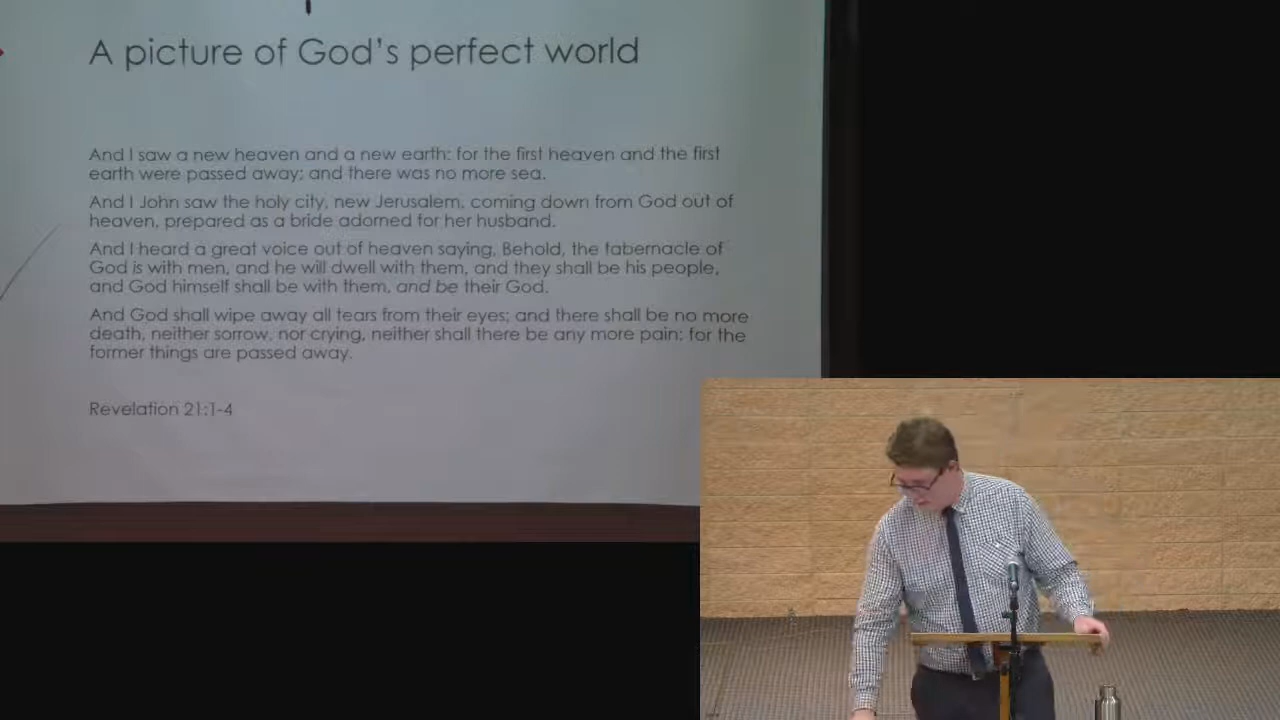 A picture of God's perfect world
And I saw a new heaven and a new earth: for the first heaven and the first
earth were passed away; and there was no more sea.
And I John saw the holy city, new Jerusalem, coming down from God out of
heaven, prepared as a bride adorned for her husband.
And I heard a great voice out of heaven saying, Behold, the tabernacle of
God is with men, and he will dwell with them, and they shall be his people,
and God himself shall be with them, and be their God.
And God shall wipe away all tears from their eyes; and there shall be no more
death, neither sorrow, nor crying, neither shall there be any more pain: for the
former things are passed away.
Revelation 21:1-4